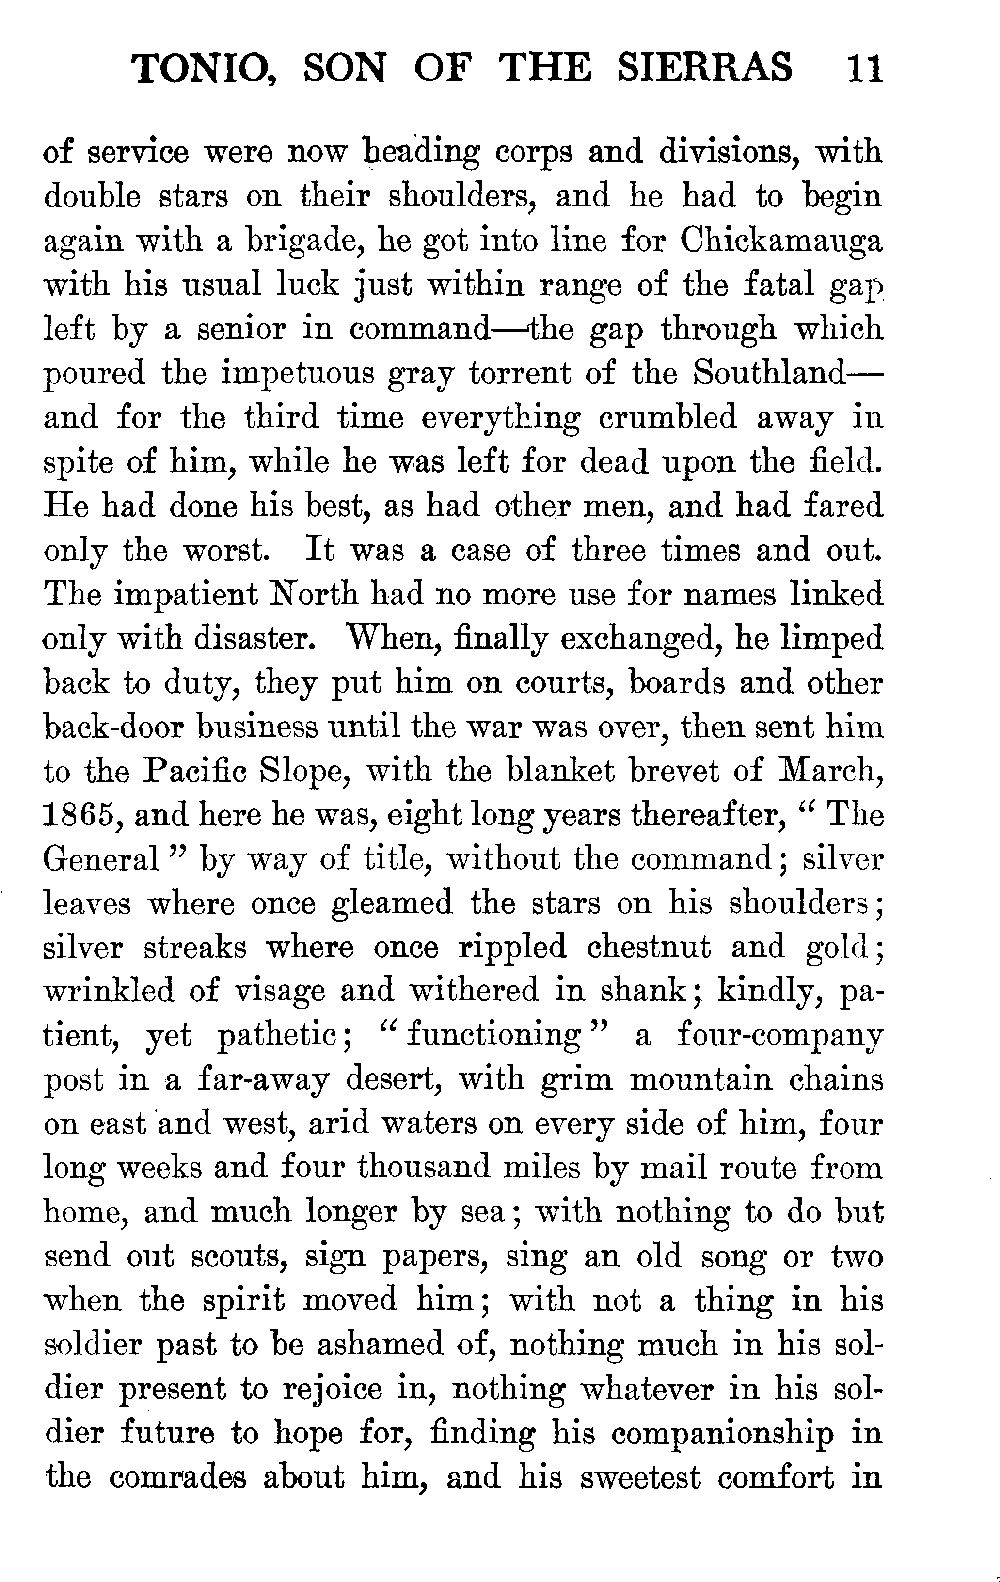 TONIO, SON OF THE SIERRAS 11
of service were now heading corps and divisions, with
double stars on their shoulders, and he had to begin
again with a brigade, he got into line for Chickamauga
with his usual luck just within range of the fatal gap
left by a senior in command—the gap through which
poured the impetuous gray torrent of the Southland—
and for the third time everything crumbled away in
spite of him, while he was left for dead upon the field.
He had done his best, as had other men, and had fared
only the worst. It was a case of three times and out.
The impatient North had no more use for names linked
only with disaster. When, finally exchanged, he limped
back to duty, they put him on courts, boards and other
back-door business until the war was over, then sent him
to the Pacific Slope, with the blanket brevet of March,
1865, and here he was, eight long years thereafter, “ The
General ” by way of title, without the command; silver
leaves where once gleamed the stars on his shoulders;
silver streaks where once rippled chestnut and gold;
wrinkled of visage and withered in shank; kindly, pa-
tient, yet pathetic; “ functioning ” a four-company
post in a far-away desert, with grim mountain chains
on east and west, arid waters on every side of him, four
long weeks and four thousand miles by mail route from
home, and much longer by sea; with nothing to do but
send out scouts, sign papers, sing an old song or two
when the spirit moved him; with not a thing in his
soldier past to be ashamed of, nothing much in his sol-
dier present to rejoice in, nothing whatever in his sol-
dier future to hope for, finding his companionship in
the comrades about him, and his sweetest comfort in